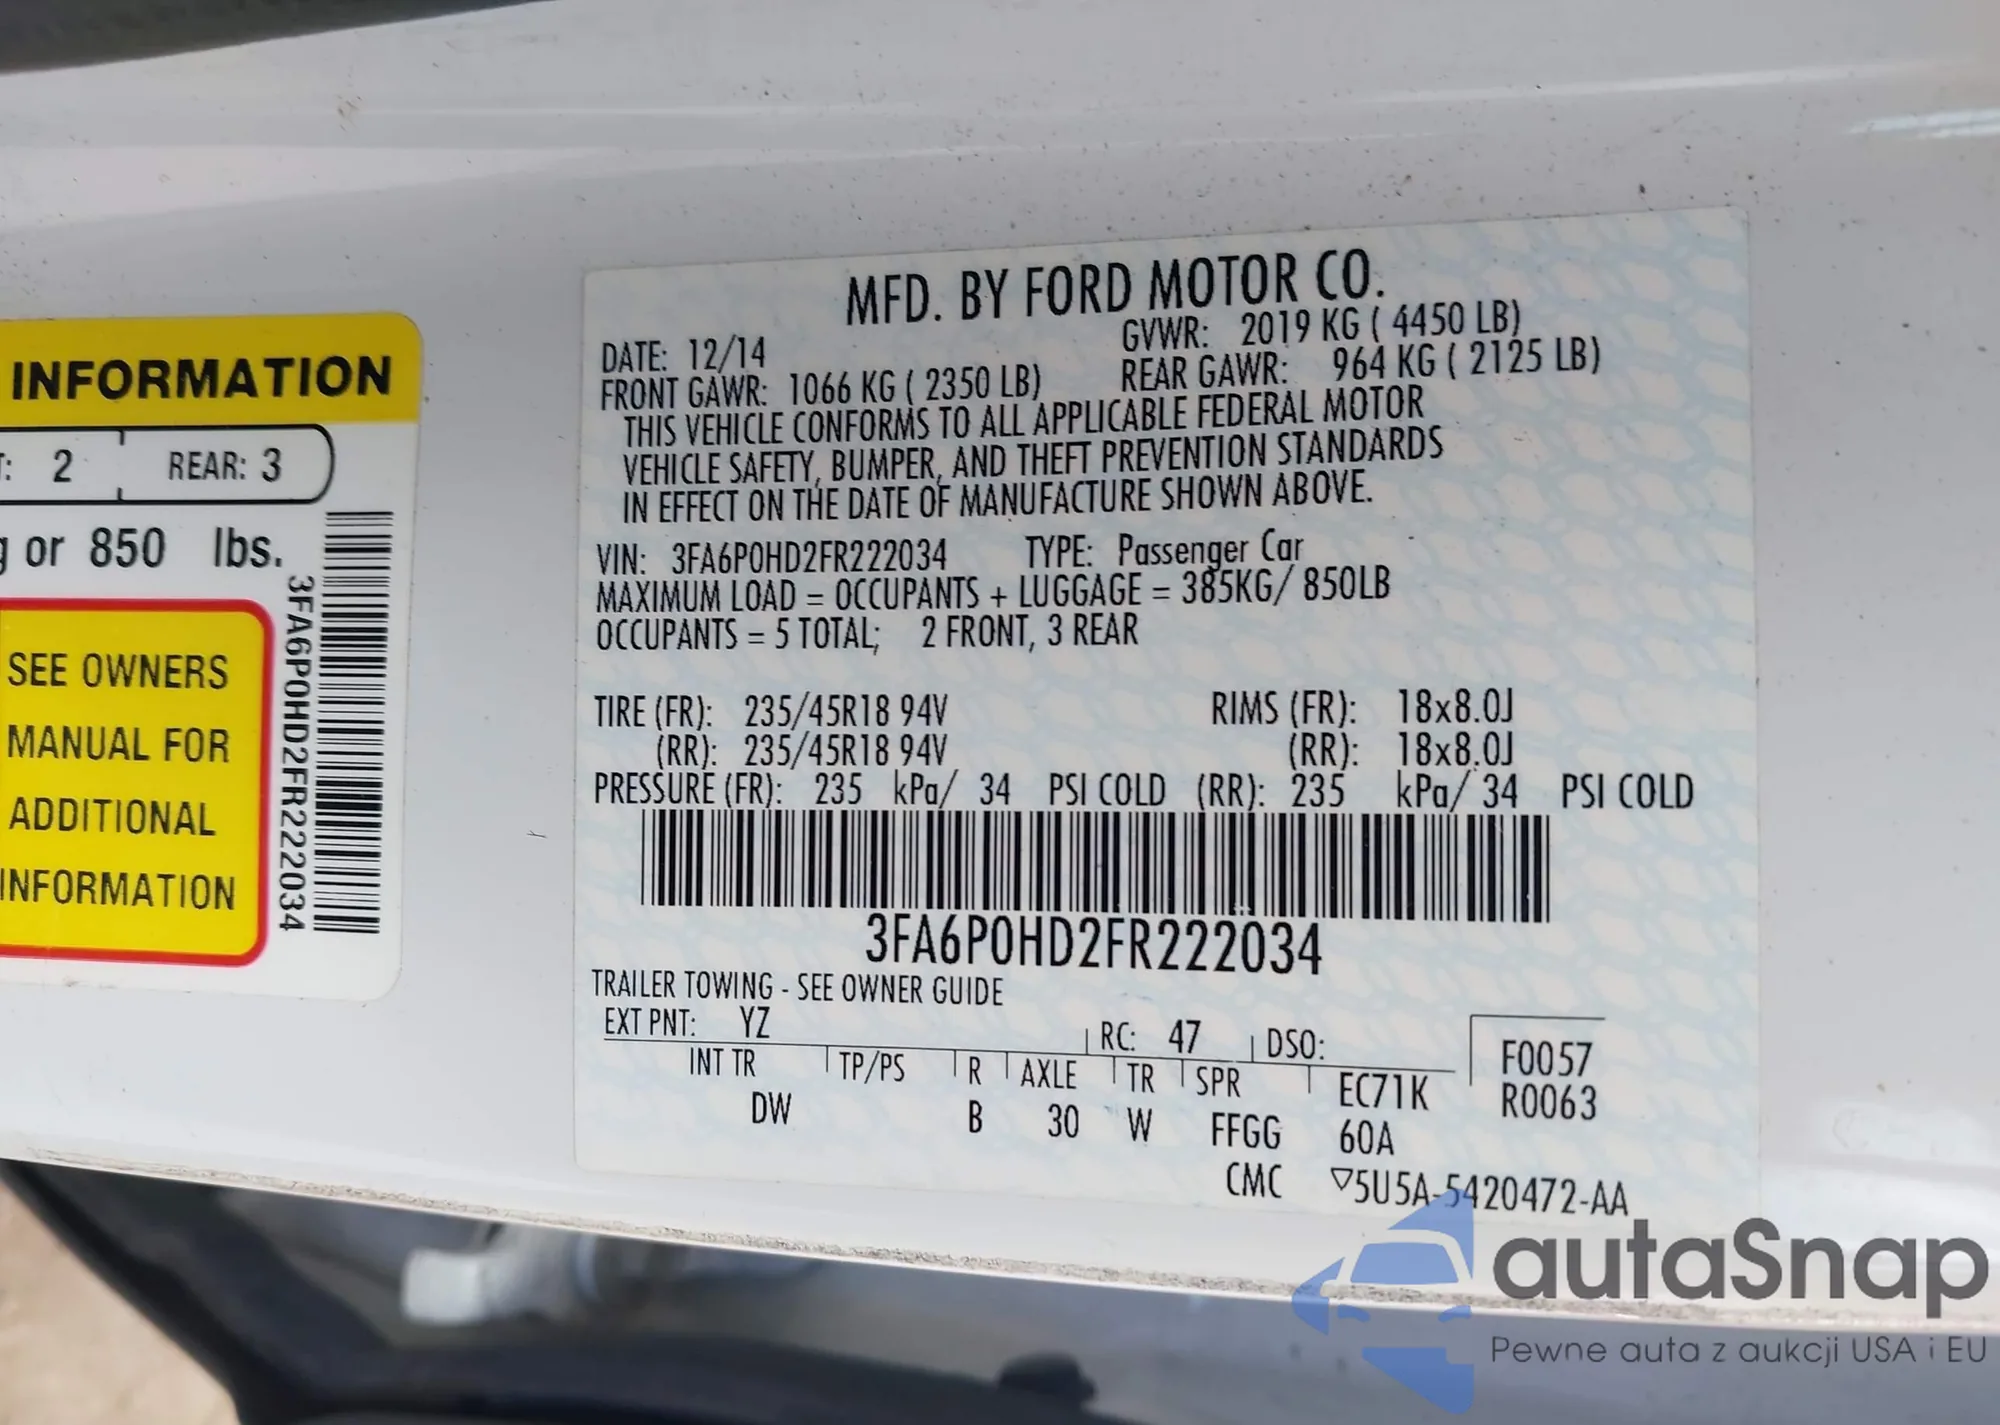 INFORMATION
2 REAR: 3
or 850 lbs.
SEE OWNERS
MANUAL FOR
ADDITIONAL
INFORMATION
3FA6P0HD2FR222034
MFD. BY FORD MOTOR CO.
DATE: 12/14 GVWR: 2019 KG ( 4450 LB)
FRONT GAWR: 1066 KG ( 2350 LB) REAR GAWR: 964 KG ( 2125 LB)
THIS VEHICLE CONFORMS TO ALL APPLICABLE FEDERAL MOTOR
VEHICLE SAFETY, BUMPER, AND THEFT PREVENTION STANDARDS
IN EFFECT ON THE DATE OF MANUFACTURE SHOWN ABOVE.
VIN: 3FA6P0HD2FR222034 TYPE: Passenger Car
MAXIMUM LOAD = OCCUPANTS + LUGGAGE = 385KG/ 850LB
OCCUPANTS = 5 TOTAL; 2 FRONT, 3 REAR
TIRE (FR): 235/45R18 94V RIMS (FR): 18x8.0J
(RR): 235/45R18 94V (RR): 18x8.0J
PRESSURE (FR): 235 kPa/ 34 PSI COLD (RR): 235 kPa/ 34 PSI COLD
3FA6P0HD2FR222034
TRAILER TOWING - SEE OWNER GUIDE
EXT PNT: YZ RC: 47 DSO: F0057
INT TR TP/PS R AXLE TR SPR EC71K R0063
DW B 30 W FFGG 60A
CMC ▽5U5A-5420472-AA
autaSnap
Pewne auta z aukcji USA i EU